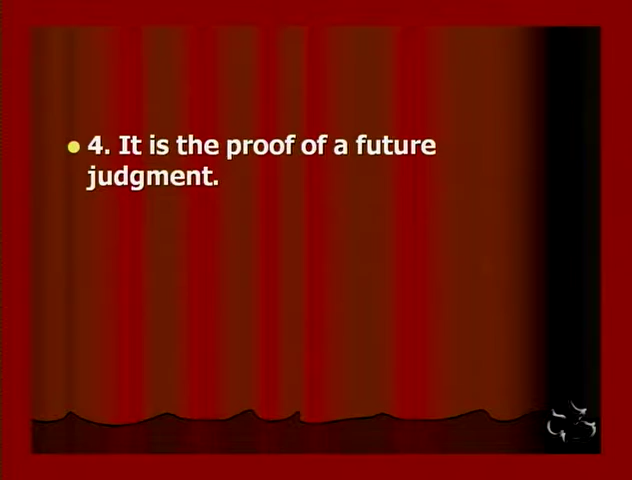 4. It is the proof of a future
judgment.